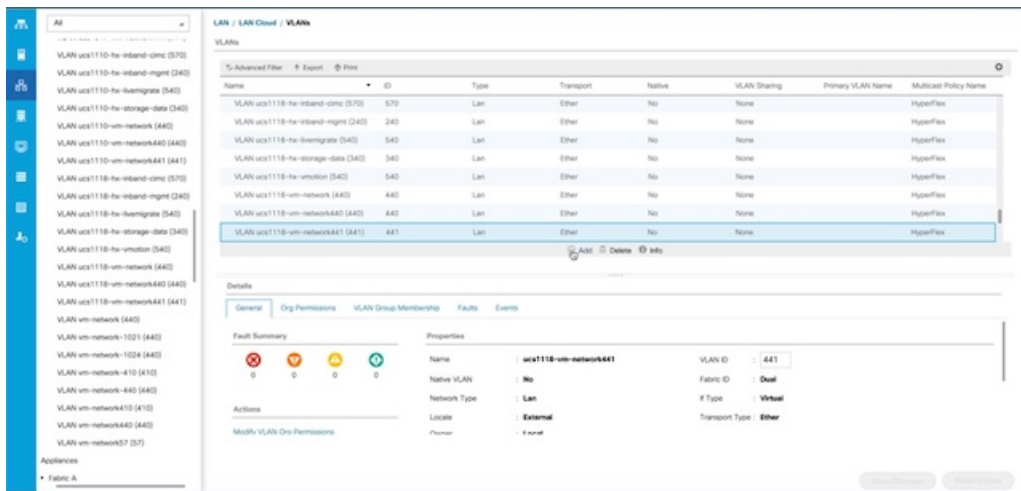 All
VLAN ucs1110-hx-inband-cimc (570)
VLAN ucs1110-hx-inband-mgmt (240)
VLAN ucs1110-hx-livemigrate (540)
VLAN ucs1110-hx-storage-data (340)
VLAN ucs1110-vm-network (440)
VLAN ucs1110-vm-network440 (440)
VLAN ucs1110-vm-network441 (441)
VLAN ucs1118-hx-inband-cimc (570)
VLAN ucs1118-hx-inband-mgmt (240)
VLAN ucs1118-hx-livemigrate (540)
VLAN ucs1118-hx-storage-data (340)
VLAN ucs1118-hx-vmotion (540)
VLAN ucs1118-vm-network (440)
VLAN ucs1118-vm-network440 (440)
VLAN ucs1118-vm-network441 (441)
VLAN vm-network (440)
VLAN vm-network-1021 (440)
VLAN vm-network-1024 (440)
VLAN vm-network-410 (410)
VLAN vm-network-440 (440)
VLAN vm-network410 (410)
VLAN vm-network440 (440)
VLAN vm-network57 (57)
Appliances
Fabric A
LAN / LAN Cloud / VLANs
VLANs
Advanced Filter Export Print
Name ID Type Transport Native VLAN Sharing Primary VLAN Name Multicast Policy Name
VLAN ucs1118-hx-inband-cimc (570) 570 Lan Ether No None HyperFlex
VLAN ucs1118-hx-inband-mgmt (240) 240 Lan Ether No None HyperFlex
VLAN ucs1118-hx-livemigrate (540) 540 Lan Ether No None HyperFlex
VLAN ucs1118-hx-storage-data (340) 340 Lan Ether No None HyperFlex
VLAN ucs1118-hx-vmotion (540) 540 Lan Ether No None HyperFlex
VLAN ucs1118-vm-network (440) 440 Lan Ether No None HyperFlex
VLAN ucs1118-vm-network440 (440) 440 Lan Ether No None HyperFlex
VLAN ucs1118-vm-network441 (441) 441 Lan Ether No None HyperFlex
Add Delete Info
Details
General Org Permissions VLAN Group Membership Faults Events
Fault Summary
0 0 0 0
Actions
Modify VLAN Org Permissions
Properties
Name : ucs1118-vm-network441 VLAN ID : 441
Native VLAN : No Fabric ID : Dual
Network Type : Lan If Type : Virtual
Locale : External Transport Type : Ether
Owner : Local
Save Changes Reset Values